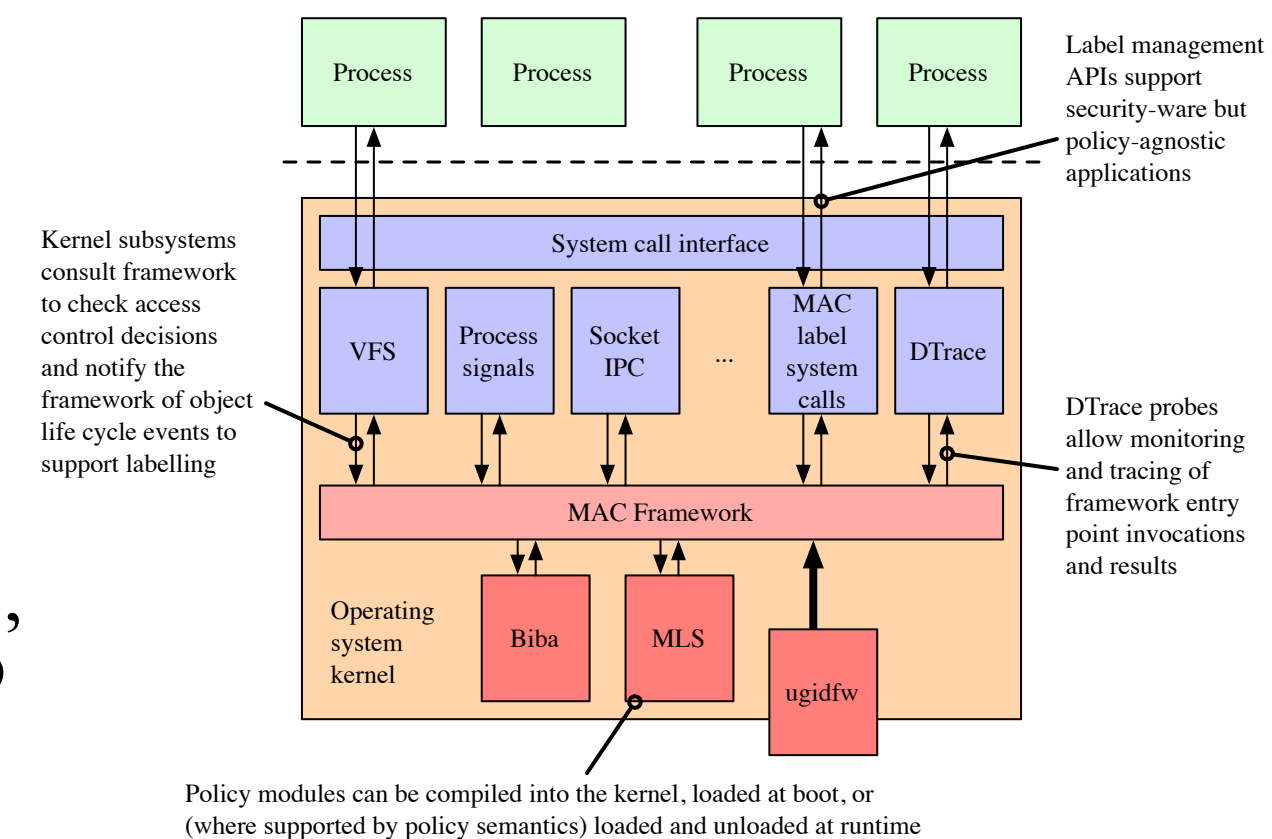 Process
Process
Process
Process
Label management
APIs support
security-ware but
policy-agnostic
applications
System call interface
Kernel subsystems
consult framework
to check access
control decisions
and notify the
framework of object
life cycle events to
support labelling
VFS
Process
signals
Socket
IPC
...
MAC
label
system
calls
DTrace
DTrace probes
allow monitoring
and tracing of
framework entry
point invocations
and results
MAC Framework
Operating
system
kernel
Biba
MLS
ugidfw
Policy modules can be compiled into the kernel, loaded at boot, or
(where supported by policy semantics) loaded and unloaded at runtime